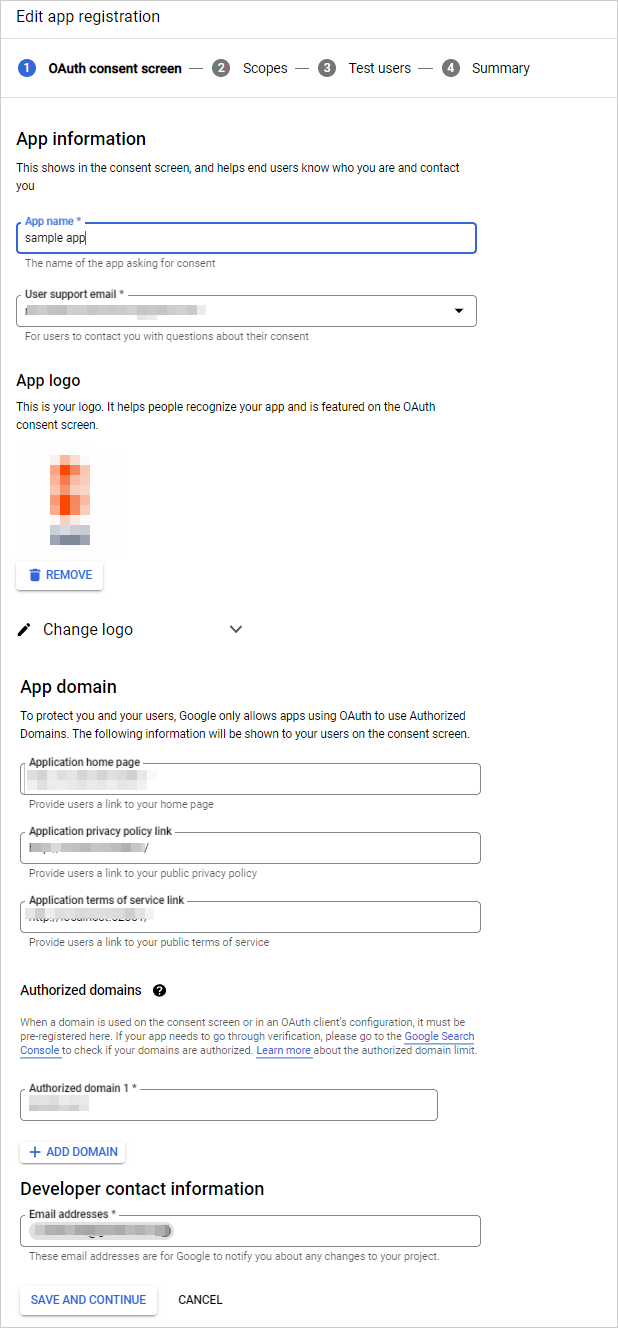 Edit app registration
1 OAuth consent screen — 2 Scopes — 3 Test users — 4 Summary
App information
This shows in the consent screen, and helps end users know who you are and contact
you
App name *
sample app
The name of the app asking for consent
User support email *
For users to contact you with questions about their consent
App logo
This is your logo. It helps people recognize your app and is featured on the OAuth
consent screen.
REMOVE
Change logo
App domain
To protect you and your users, Google only allows apps using OAuth to use Authorized
Domains. The following information will be shown to your users on the consent screen.
Application home page
Provide users a link to your home page
Application privacy policy link
Provide users a link to your public privacy policy
Application terms of service link
Provide users a link to your public terms of service
Authorized domains ?
When a domain is used on the consent screen or in an OAuth client's configuration, it must be
pre-registered here. If your app needs to go through verification, please go to the Google Search
Console to check if your domains are authorized. Learn more about the authorized domain limit.
Authorized domain 1 *
+ ADD DOMAIN
Developer contact information
Email addresses *
These email addresses are for Google to notify you about any changes to your project.
SAVE AND CONTINUE CANCEL